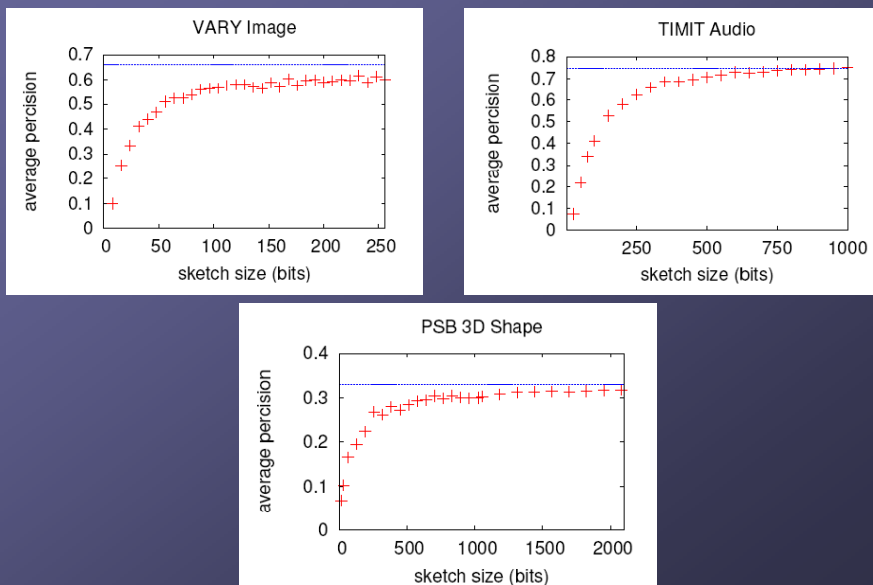 VARY Image
0.7
0.6
0.5
0.4
0.3
0.2
0.1
0
average percision
0 50 100 150 200 250
sketch size (bits)
TIMIT Audio
0.8
0.7
0.6
0.5
0.4
0.3
0.2
0.1
0
average percision
250 500 750 1000
sketch size (bits)
PSB 3D Shape
0.4
0.3
0.2
0.1
0
average percision
0 500 1000 1500 2000
sketch size (bits)